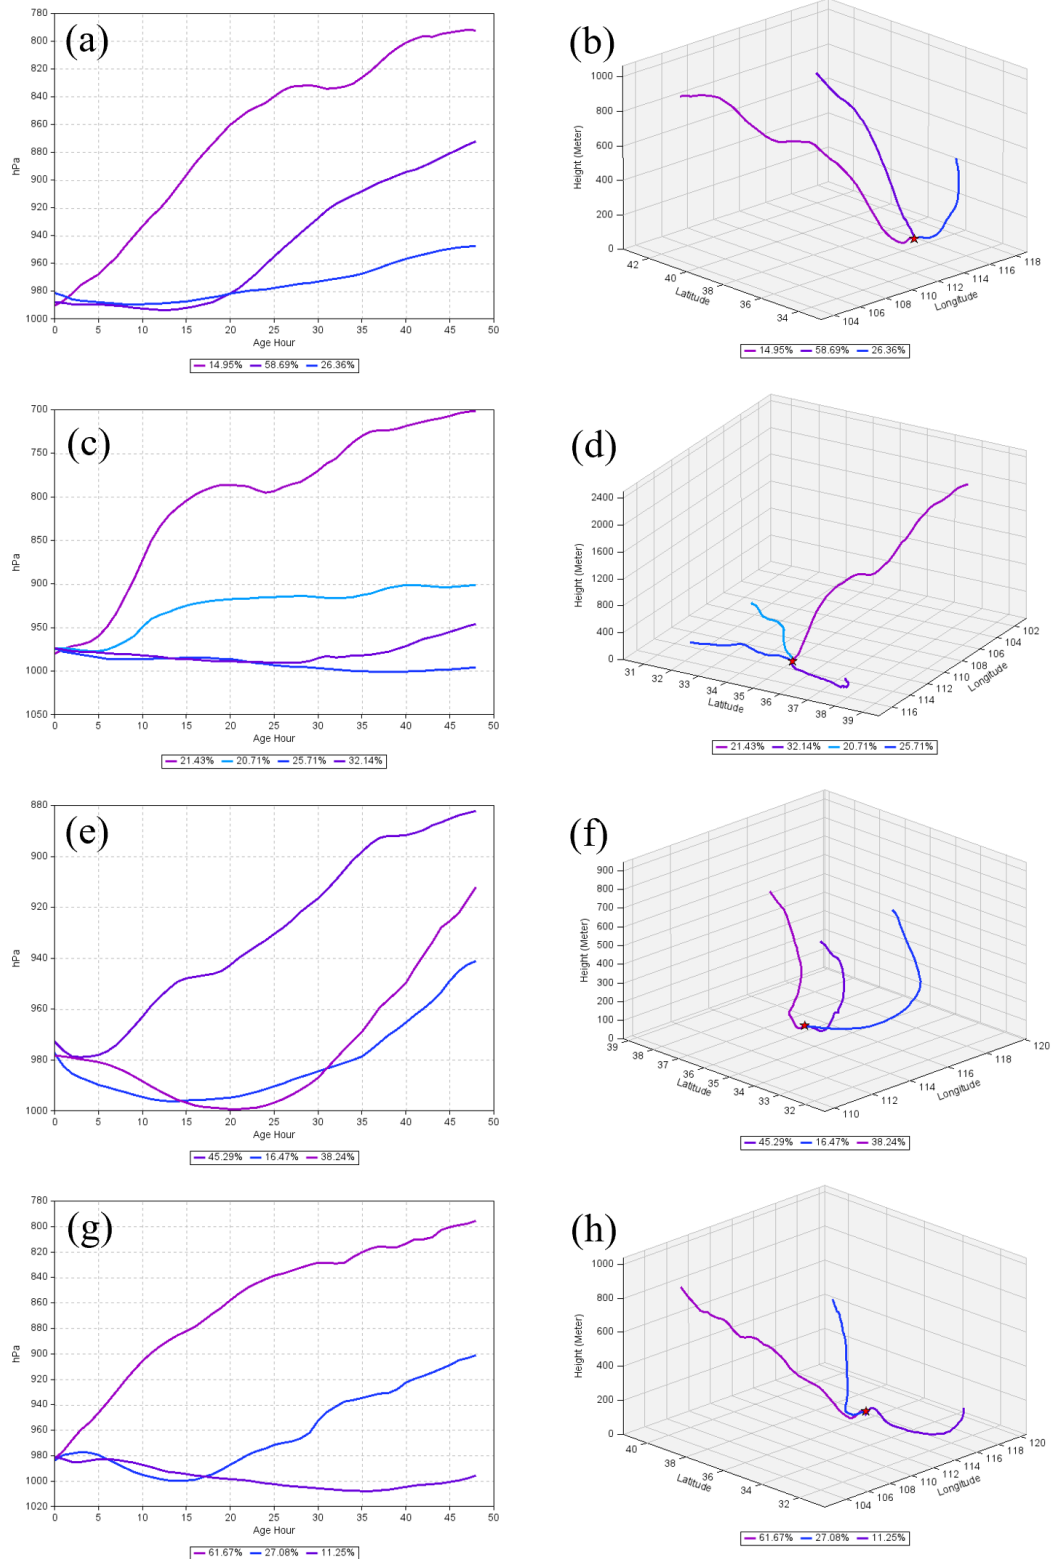 (a)
780
780
820
840
860
880
900
920
940
960
980
1000
hPa
0 5 10 15 20 25 30 35 40 45 50
Age Hour
14.95% 58.69% 26.36%
(b)
1000
800
600
400
200
0
Height (Meter)
42 40 38 36 34
Latitude
104 106 108 110 112 114 116 118
Longitude
14.95% 58.69% 26.36%
(c)
700
750
800
850
900
950
1000
1050
hPa
0 5 10 15 20 25 30 35 40 45 50
Age Hour
21.43% 20.71% 25.71% 32.14%
(d)
2400
2000
1600
1200
800
400
0
Height (Meter)
31 32 33 34 35 36 37 38 39
Latitude
116 114 112 110 108 106 104 102
Longitude
21.43% 32.14% 20.71% 25.71%
(e)
880
900
920
940
960
980
1000
hPa
0 5 10 15 20 25 30 35 40 45 50
Age Hour
45.29% 16.47% 38.24%
(f)
900
800
700
600
500
400
300
200
100
0
Height (Meter)
39 38 37 36 35 34 33 32
Latitude
110 112 114 116 118 120
Longitude
45.29% 16.47% 38.24%
(g)
780
800
820
840
860
880
900
920
940
960
980
1000
1020
hPa
0 5 10 15 20 25 30 35 40 45 50
Age Hour
61.67% 27.08% 11.25%
(h)
1000
800
600
400
200
0
Height (Meter)
40 38 36 34 32
Latitude
104 106 108 110 112 114 116 118 120
Longitude
61.67% 27.08% 11.25%